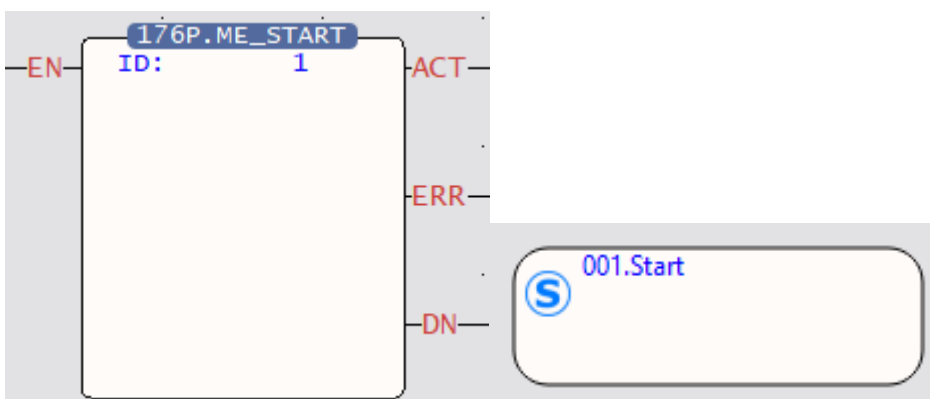 176P.ME_START
EN
ID: 1
ACT
ERR
DN
001.Start
S